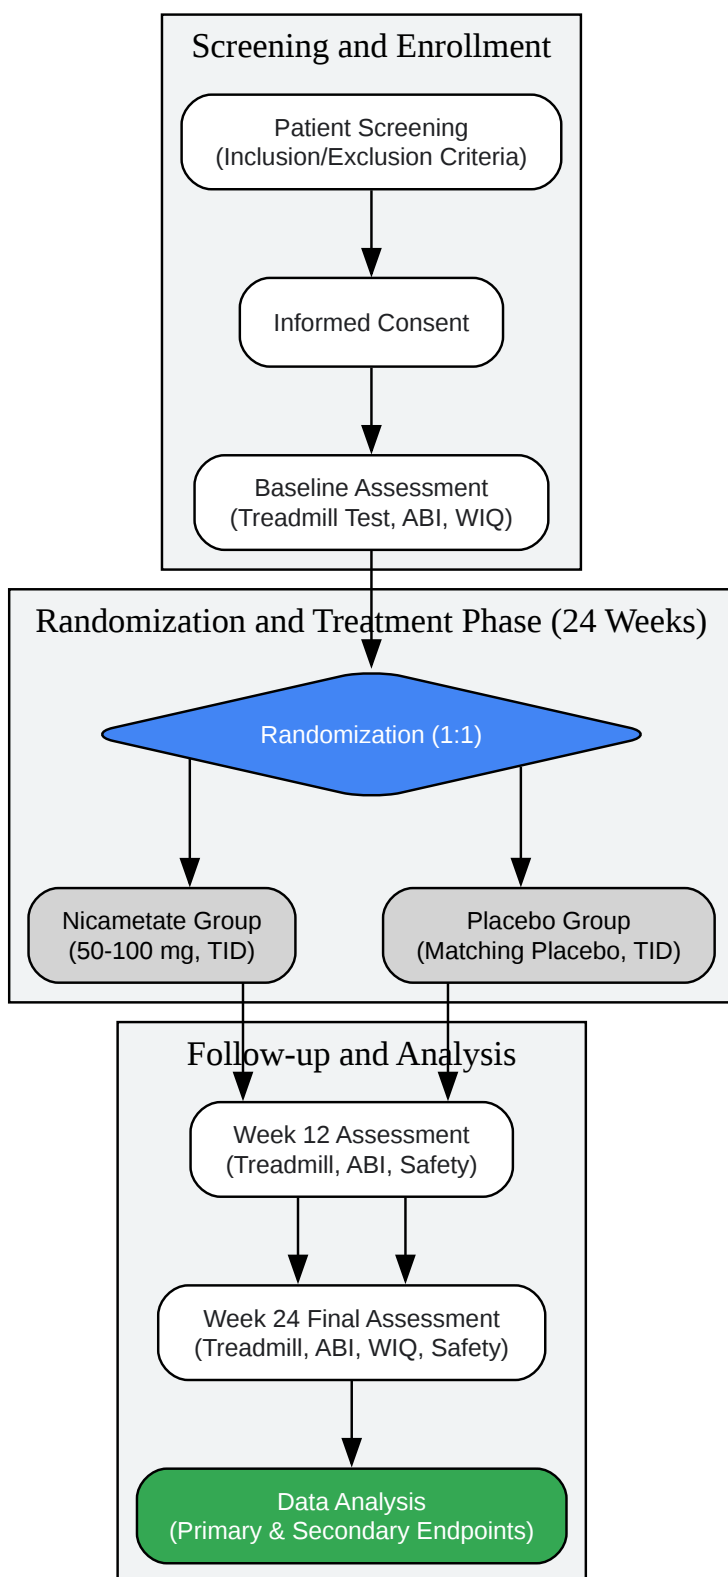 Screening and Enrollment
Patient Screening
(Inclusion/Exclusion Criteria)
Informed Consent
Baseline Assessment
(Treadmill Test, ABI, WIQ)
Randomization and Treatment Phase (24 Weeks)
Randomization (1:1)
Nicametate Group
(50-100 mg, TID)
Placebo Group
(Matching Placebo, TID)
Follow-up and Analysis
Week 12 Assessment
(Treadmill, ABI, Safety)
Week 24 Final Assessment
(Treadmill, ABI, WIQ, Safety)
Data Analysis
(Primary & Secondary Endpoints)